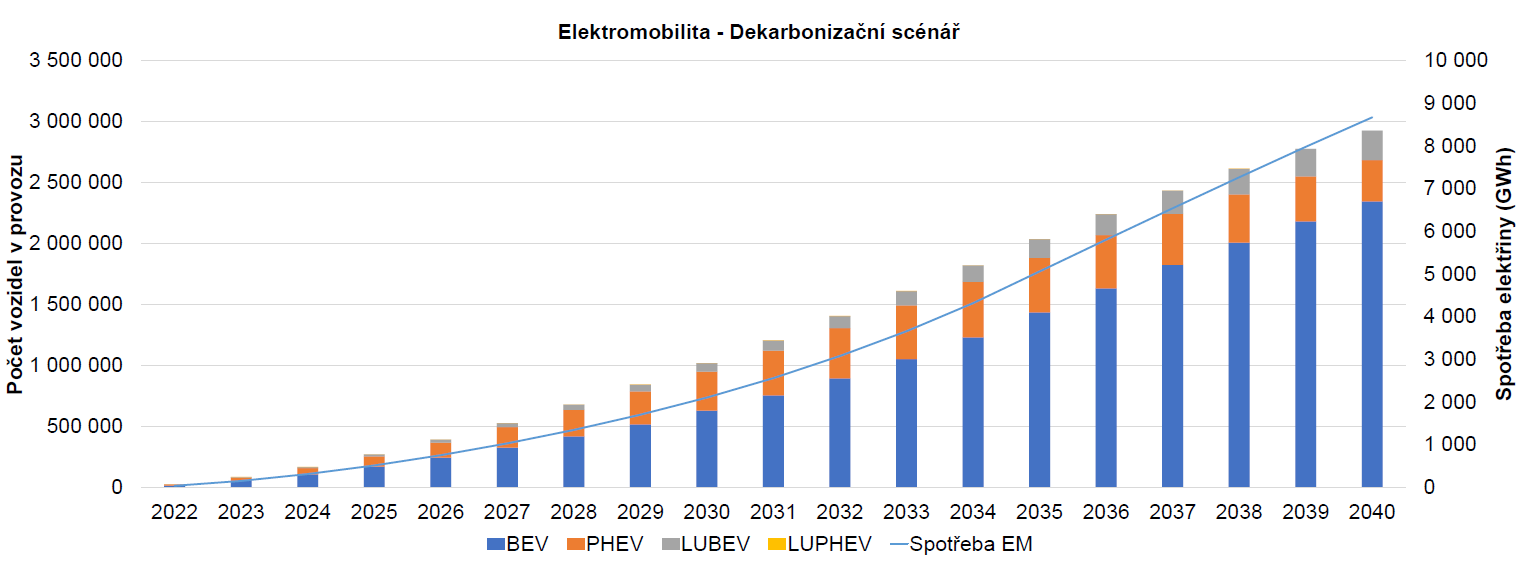 Elektromobilita - Dekarbonizační scénář
Počet vozidel v provozu
3 500 000
3 000 000
2 500 000
2 000 000
1 500 000
1 000 000
500 000
0
10 000
9 000
8 000
7 000
6 000
5 000
4 000
3 000
2 000
1 000
0
Spotřeba elektřiny (GWh)
2022 2023 2024 2025 2026 2027 2028 2029 2030 2031 2032 2033 2034 2035 2036 2037 2038 2039 2040
BEV PHEV LUBEV LUPHEV Spotřeba EM